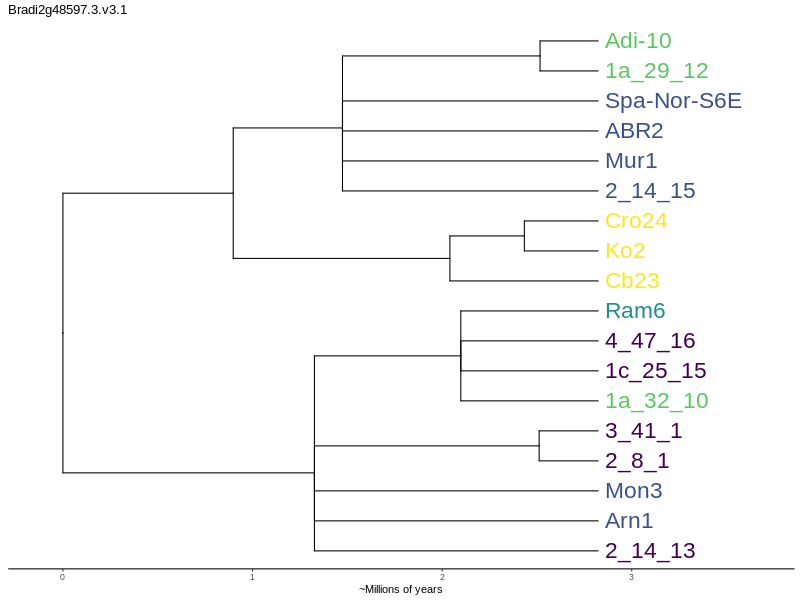 Bradi2g48597.3.v3.1
Adi-10
1a_29_12
Spa-Nor-S6E
ABR2
Mur1
2_14_15
Cro24
Ko2
Cb23
Ram6
4_47_16
1c_25_15
1a_32_10
3_41_1
2_8_1
Mon3
Arn1
2_14_13
0 1 2 3
~Millions of years